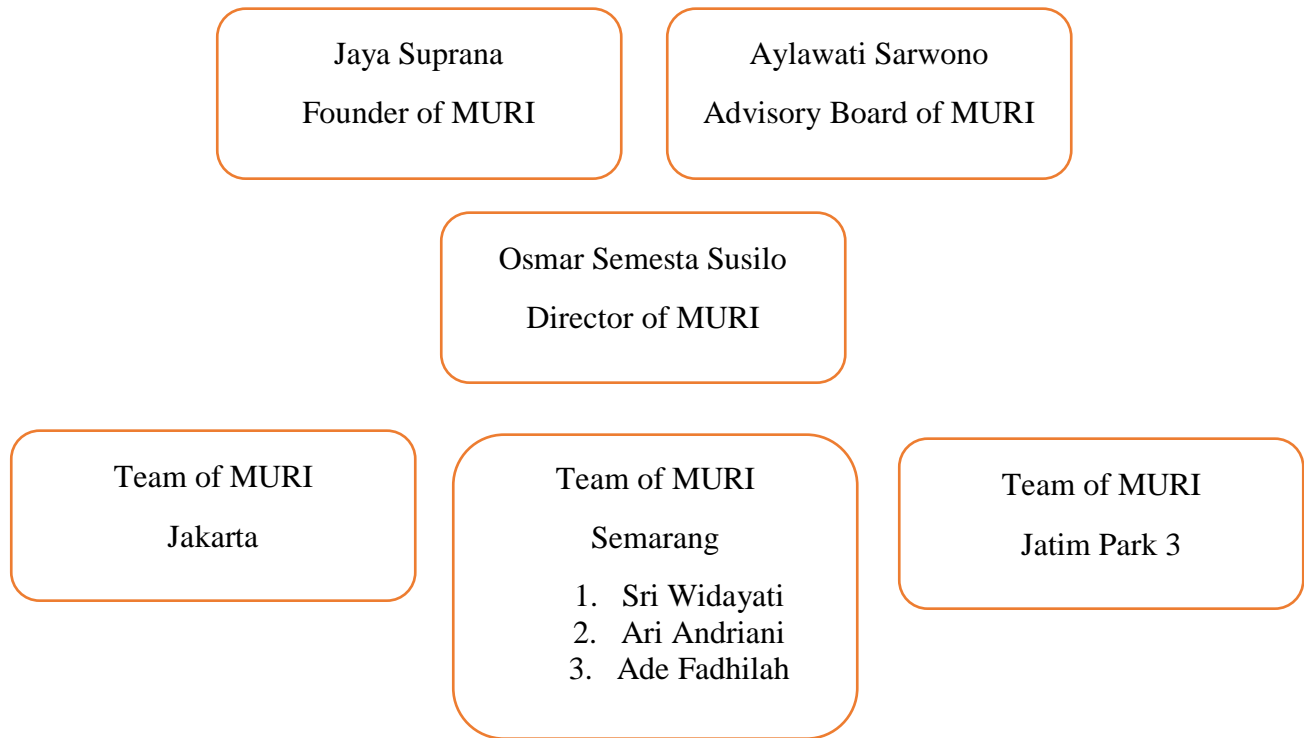 Jaya Suprana
Founder of MURI
Aylawati Sarwono
Advisory Board of MURI
Osmar Semesta Susilo
Director of MURI
Team of MURI
Jakarta
Team of MURI
Semarang
1. Sri Widayati
2. Ari Andriani
3. Ade Fadhilah
Team of MURI
Jatim Park 3